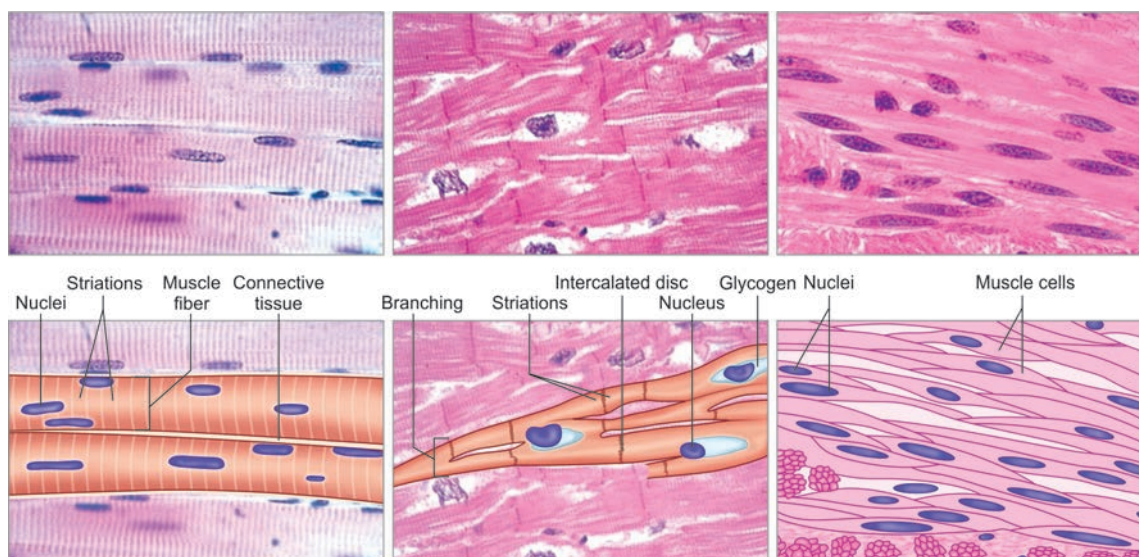 Striations
Muscle fiber
Connective tissue
Nuclei
Branching
Striations
Intercalated disc
Nucleus
Glycogen
Nuclei
Muscle cells